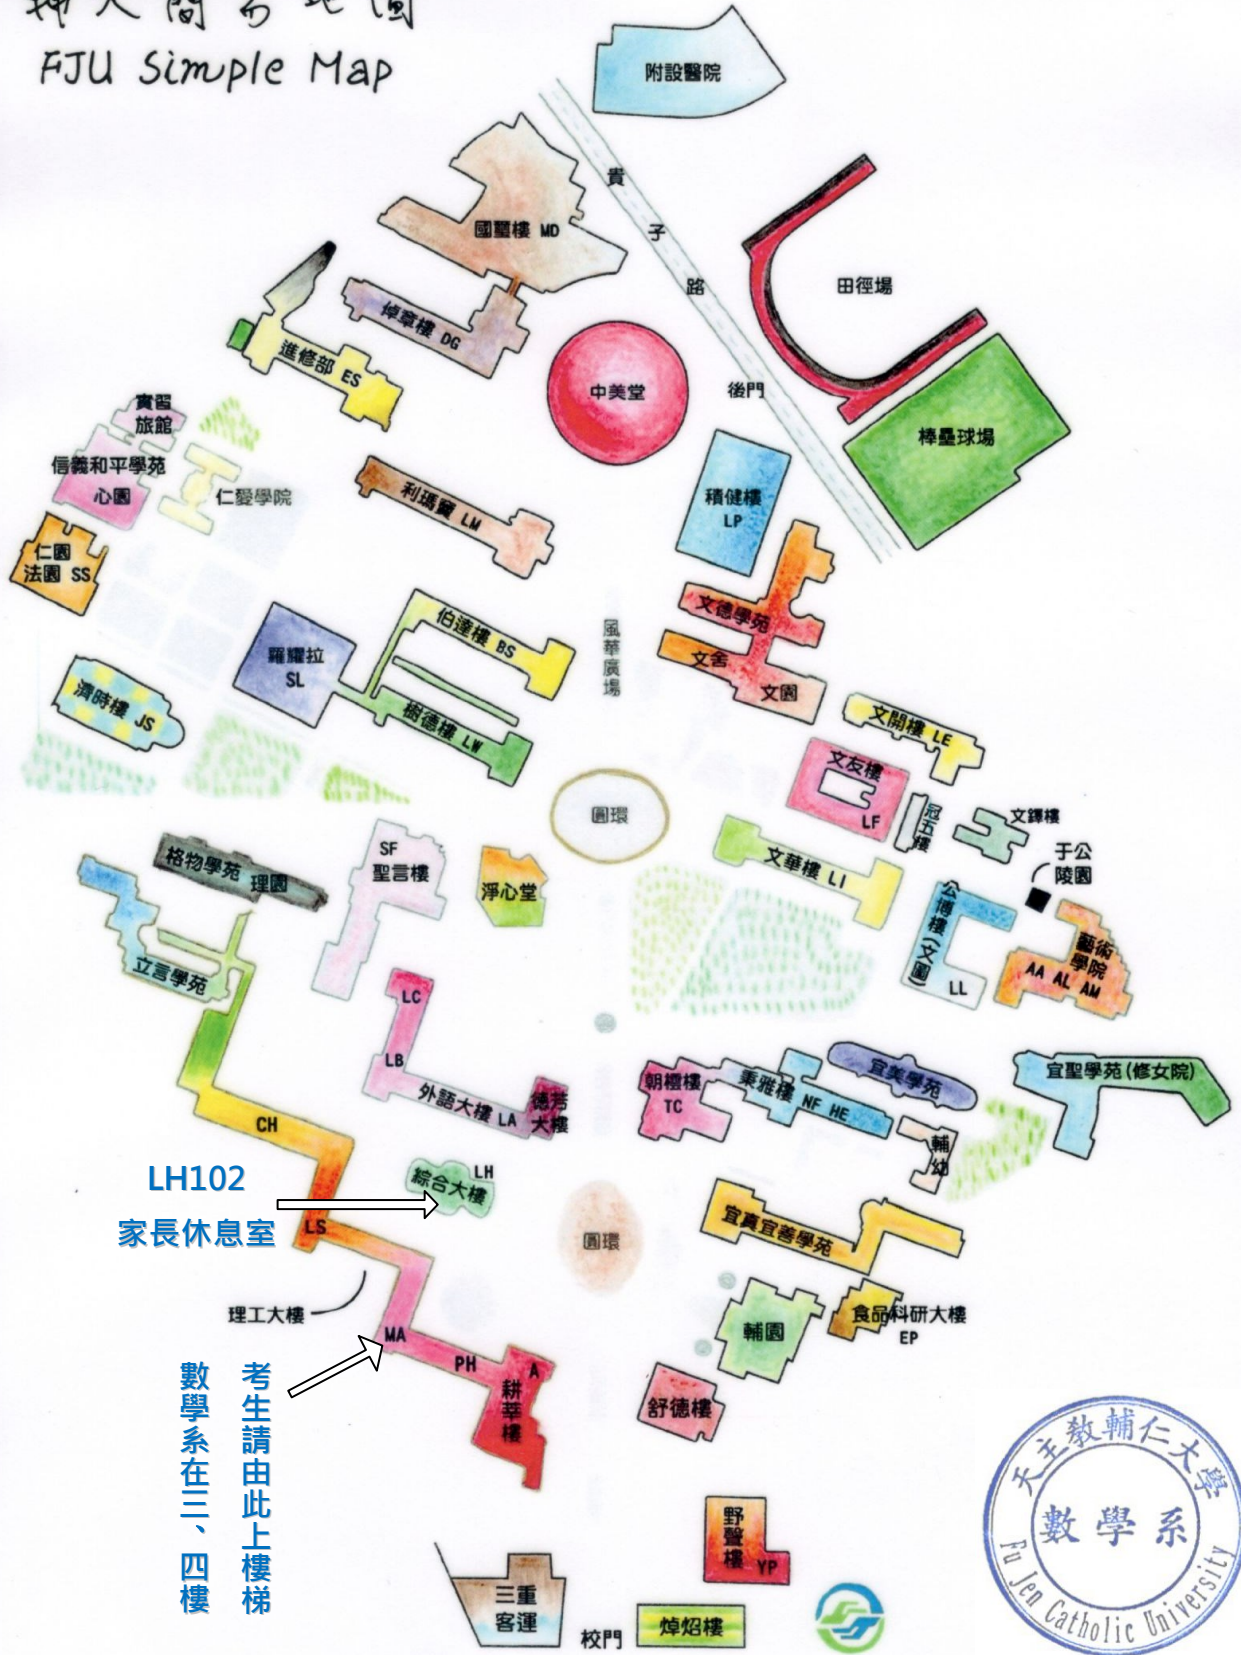 輔大簡易地圖
FJU Simple Map
附設醫院
貴
子
路
國璽樓 MD
田徑場
倬章樓 DG
進修部 ES
中美堂
後門
棒壘球場
實習
旅館
信義和平學苑
心園
仁愛學院
利瑪竇 LM
積健樓
LP
仁園
法園 SS
文德學苑
伯達樓 BS
風華廣場
羅耀拉
SL
文舍
文園
濟時樓 JS
樹德樓 LW
文開樓 LE
文友樓
LF
冠五樓
文鐸樓
圓環
于公
陵園
格物學苑
理園
SF
聖言樓
淨心堂
文華樓 LI
公博樓(文圖)
LL
藝術
學院
AA AL AM
立言學苑
LC
LB
外語大樓 LA
德芳
大樓
朝橒樓
TC
秉雅樓 NF HE
宜美學苑
宜聖學苑(修女院)
輔幼
CH
LH102
家長休息室
LH
綜合大樓
LS
圓環
宜真宜善學苑
理工大樓
MA
PH
A
耕莘樓
輔園
食品科研大樓
EP
舒德樓
考生請由此上樓梯
數學系在三、四樓
野聲樓
YP
三重
客運
校門
焯炤樓
天主教輔仁大學
數學系
Fu Jen Catholic University